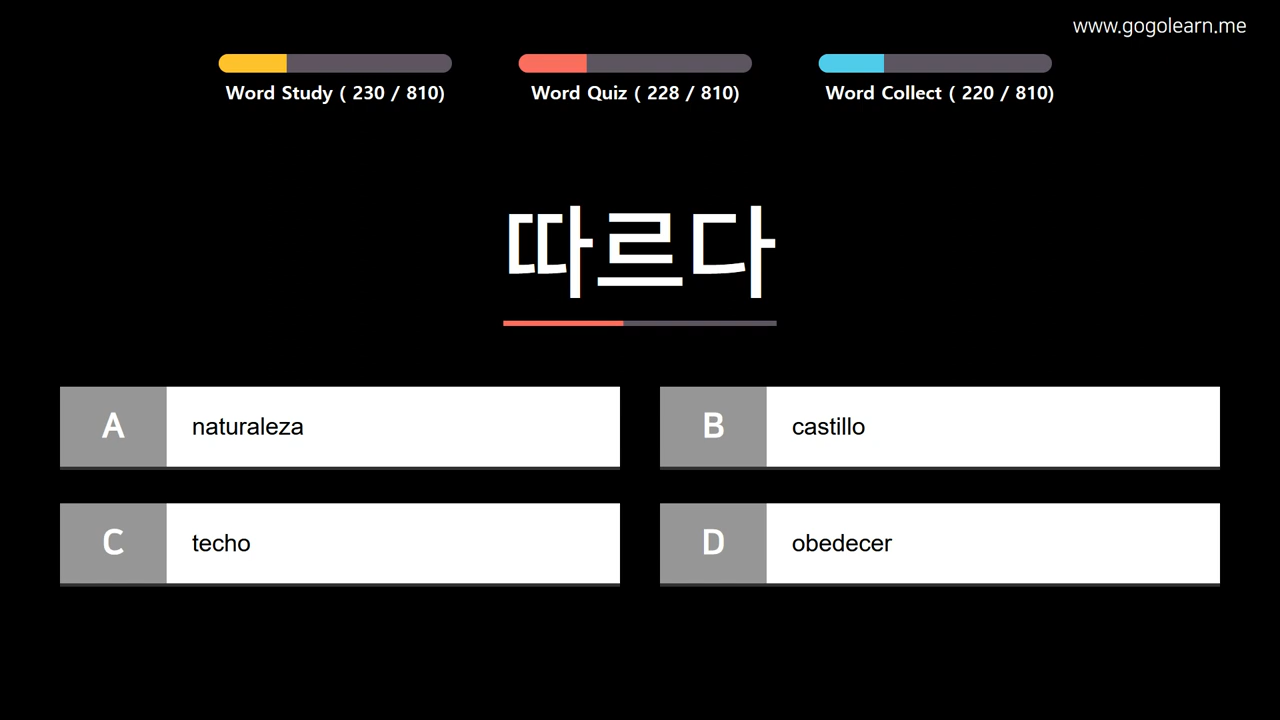 www.gogolearn.me
Word Study ( 230 / 810)
Word Quiz ( 228 / 810)
Word Collect ( 220 / 810)
따르다
A naturaleza
B castillo
C techo
D obedecer